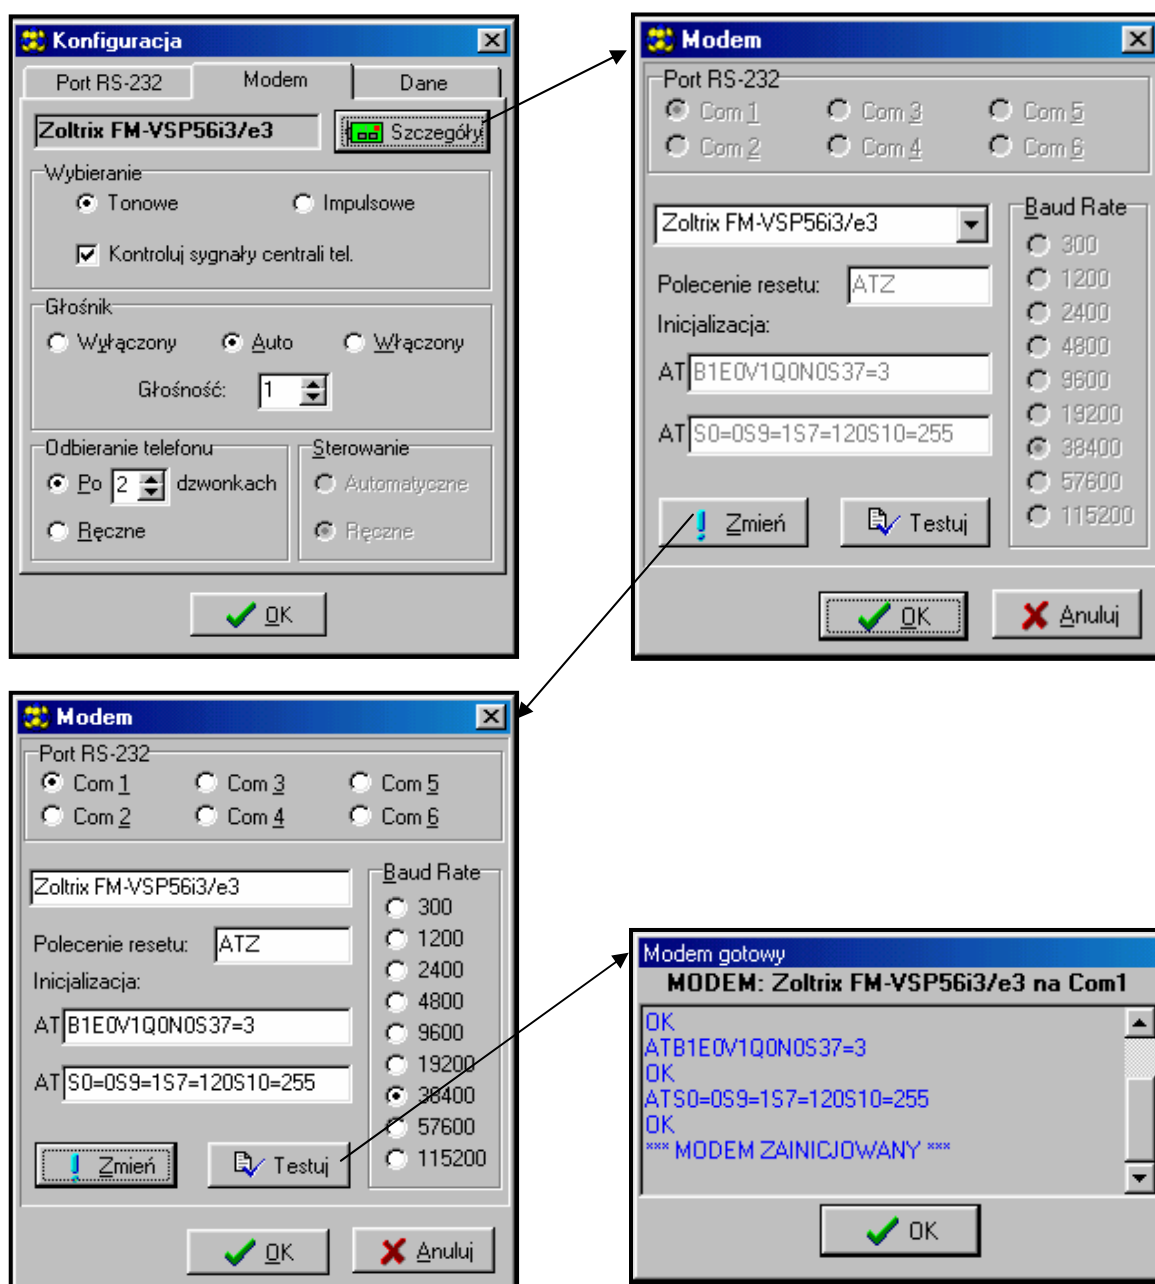 Konfiguracja
Port RS-232 Modem Dane
Zoltrix FM-VSP56i3/e3 Szczegóły
Wybieranie
Tonowe Impulsowe
Kontroluj sygnały centrali tel.
Głośnik
Wyłączony Auto Włączony
Głośność: 1
Odbieranie telefonu
Po 2 dzwonkach
Ręczne
Sterowanie
Automatyczne
Ręczne
OK
Modem
Port RS-232
Com 1 Com 3 Com 5
Com 2 Com 4 Com 6
Zoltrix FM-VSP56i3/e3
Polecenie resetu: ATZ
Inicjalizacja:
AT B1E0V1Q0N0S37=3
AT S0=0S9=1S7=120S10=255
Baud Rate
300
1200
2400
4800
9600
19200
38400
57600
115200
Zmień Testuj
OK Anuluj
Modem
Port RS-232
Com 1 Com 3 Com 5
Com 2 Com 4 Com 6
Zoltrix FM-VSP56i3/e3
Polecenie resetu: ATZ
Inicjalizacja:
AT B1E0V1Q0N0S37=3
AT S0=0S9=1S7=120S10=255
Baud Rate
300
1200
2400
4800
9600
19200
38400
57600
115200
Zmień Testuj
OK Anuluj
Modem gotowy
MODEM: Zoltrix FM-VSP56i3/e3 na Com1
OK
ATB1E0V1Q0N0S37=3
OK
ATS0=0S9=1S7=120S10=255
OK
*** MODEM ZAINICJOWANY ***
OK